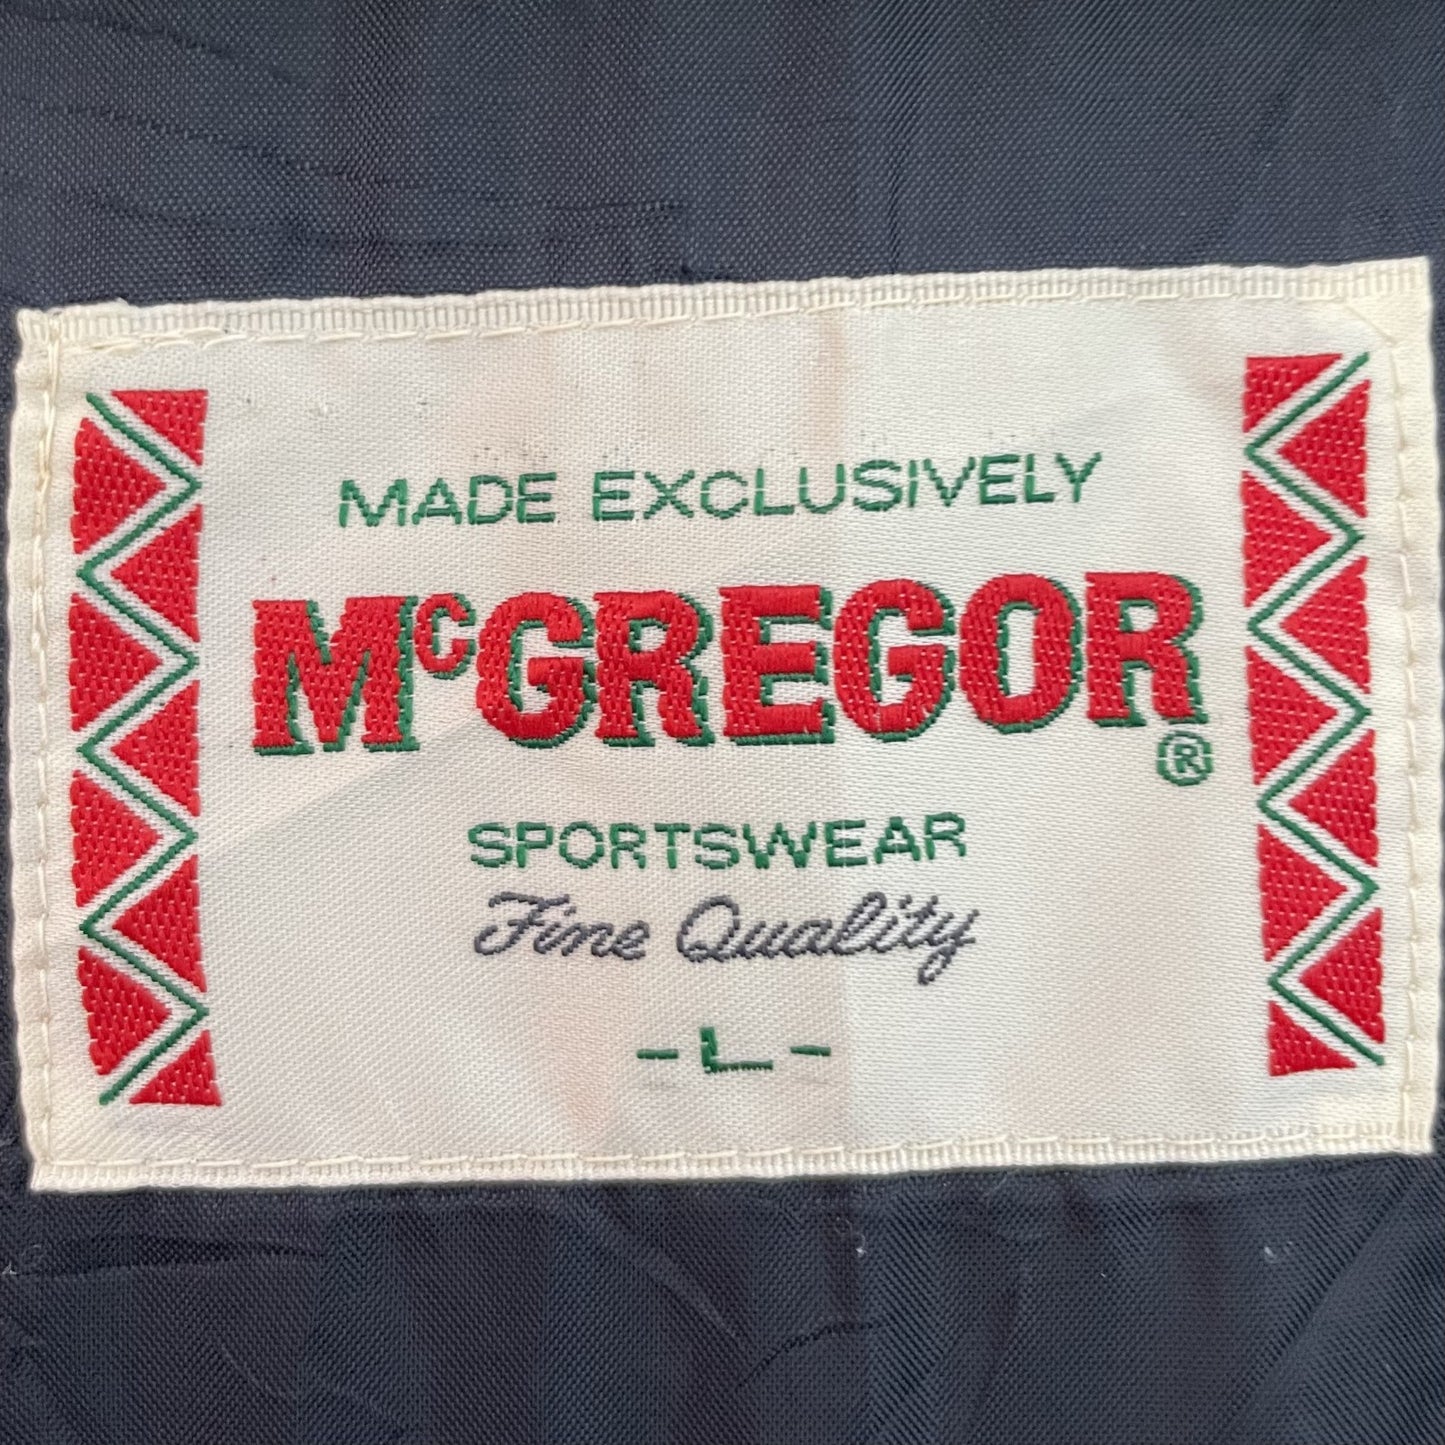 MADE EXCLUSIVELY
McGREGOR®
SPORTSWEAR
Fine Quality
- L -